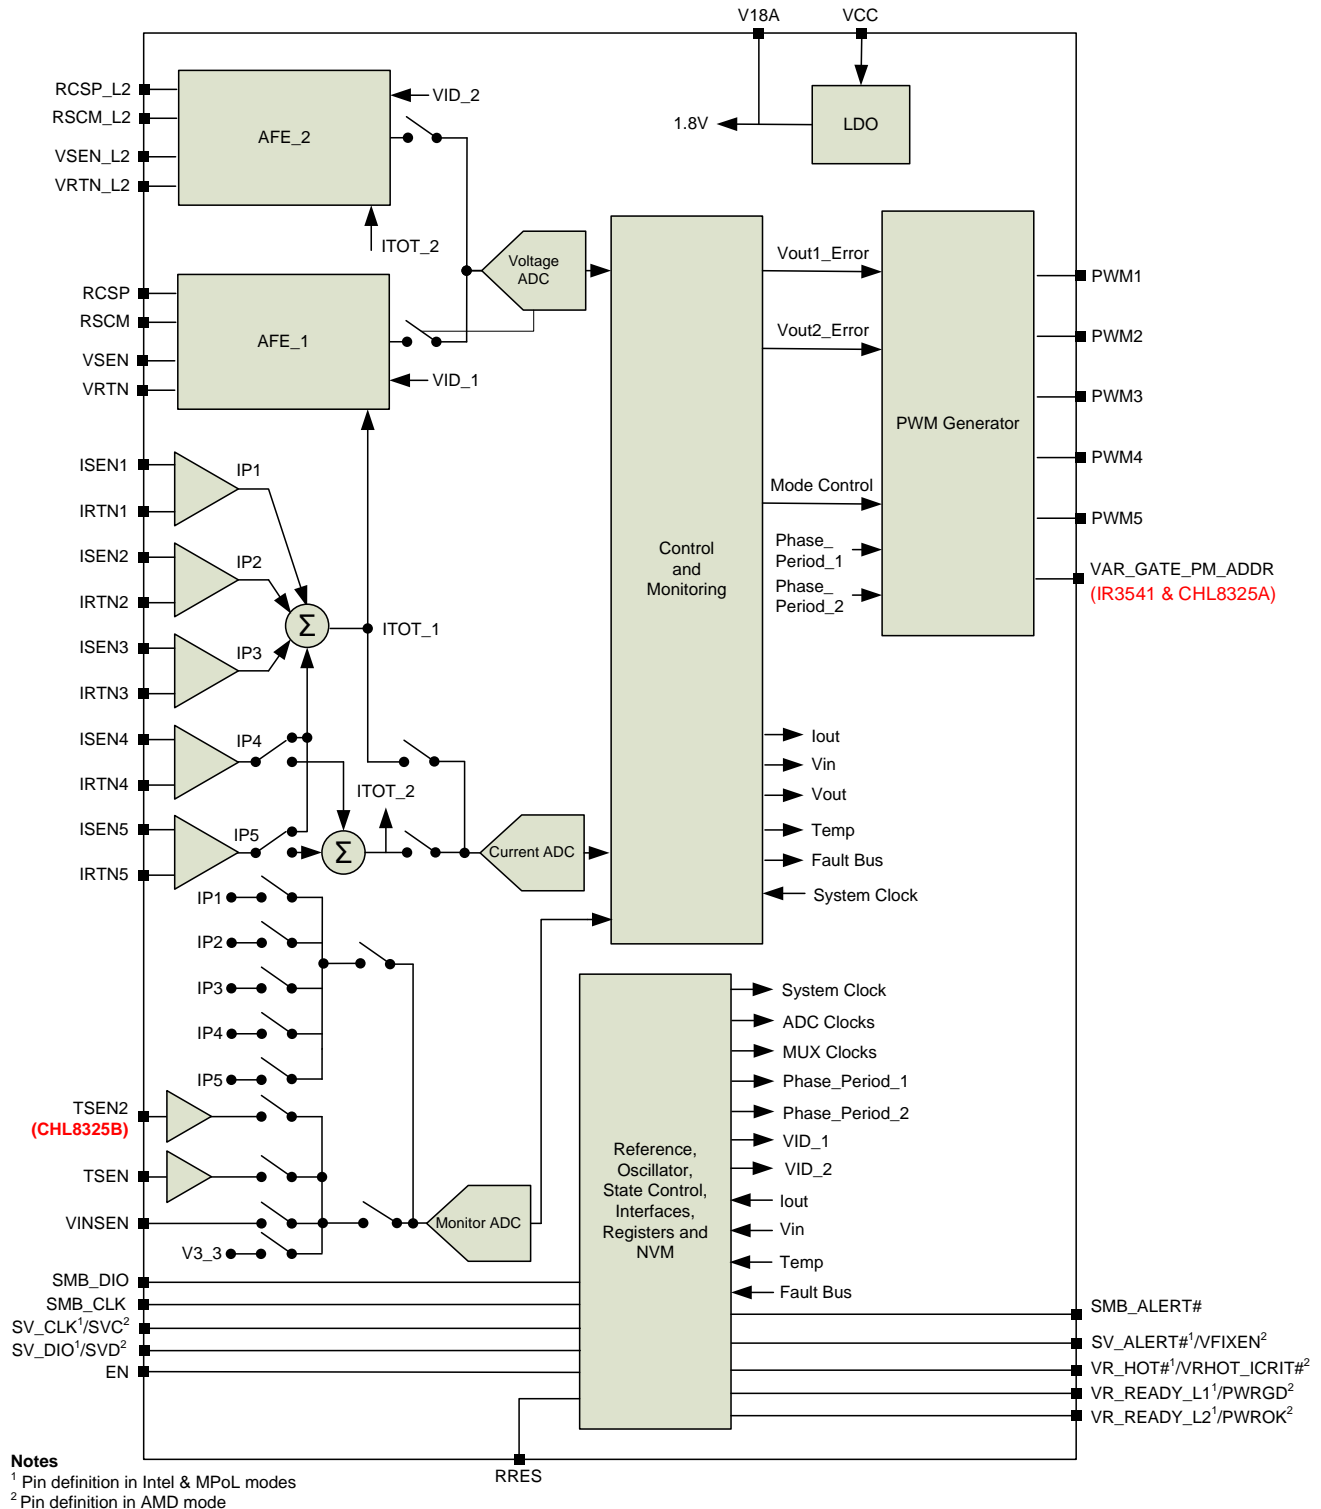 V18A
VCC
RCSP_L2
RSCM_L2
VSEN_L2
VRTN_L2
AFE_2
VID_2
1.8V
LDO
ITOT_2
Voltage
ADC
RCSP
RSCM
VSEN
VRTN
AFE_1
VID_1
Vout1_Error
Vout2_Error
Mode Control
Phase_
Period_1
Phase_
Period_2
PWM Generator
PWM1
PWM2
PWM3
PWM4
PWM5
VAR_GATE_PM_ADDR
(IR3541 & CHL8325A)
Control
and
Monitoring
ISEN1
IRTN1
IP1
ISEN2
IRTN2
IP2
ISEN3
IRTN3
IP3
Σ
ITOT_1
ISEN4
IRTN4
IP4
ISEN5
IRTN5
IP5
ITOT_2
Σ
Current ADC
Iout
Vin
Vout
Temp
Fault Bus
System Clock
IP1
IP2
IP3
IP4
IP5
TSEN2
(CHL8325B)
TSEN
VINSEN
V3_3
Monitor ADC
Reference,
Oscillator,
State Control,
Interfaces,
Registers and
NVM
System Clock
ADC Clocks
MUX Clocks
Phase_Period_1
Phase_Period_2
VID_1
VID_2
Iout
Vin
Temp
Fault Bus
SMB_DIO
SMB_CLK
SV_CLK¹/SVC²
SV_DIO¹/SVD²
EN
SMB_ALERT#
SV_ALERT#¹/VFIXEN²
VR_HOT#¹/VRHOT_ICRIT#²
VR_READY_L1¹/PWRGD²
VR_READY_L2¹/PWROK²
RRES
Notes
¹ Pin definition in Intel & MPoL modes
² Pin definition in AMD mode